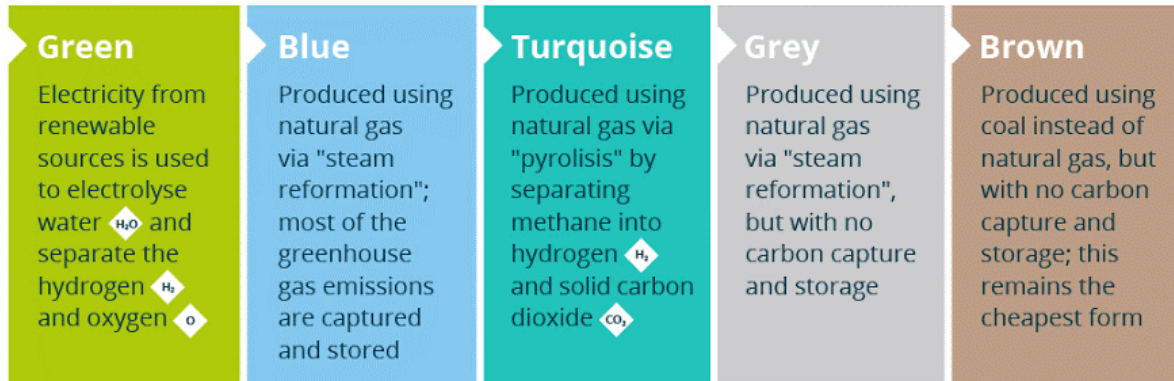 Green
Electricity from
renewable
sources is used
to electrolyse
water H₂O and
separate the
hydrogen H₂
and oxygen O
Blue
Produced using
natural gas
via "steam
reformation";
most of the
greenhouse
gas emissions
are captured
and stored
Turquoise
Produced using
natural gas via
"pyrolisis" by
separating
methane into
hydrogen H₂
and solid carbon
dioxide CO₂
Grey
Produced using
natural gas
via "steam
reformation",
but with no
carbon capture
and storage
Brown
Produced using
coal instead of
natural gas, but
with no carbon
capture and
storage; this
remains the
cheapest form